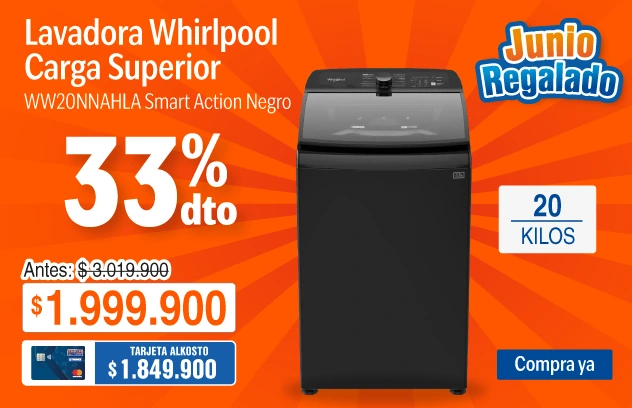 Lavadora Whirlpool
Carga Superior
WW20NNAHLA Smart Action Negro
33% dto
Antes: $ 3.019.900
$1.999.900
TARJETA ALKOSTO
$1.849.900
Junio
Regalado
Whirlpool
20
KILOS
Compra ya